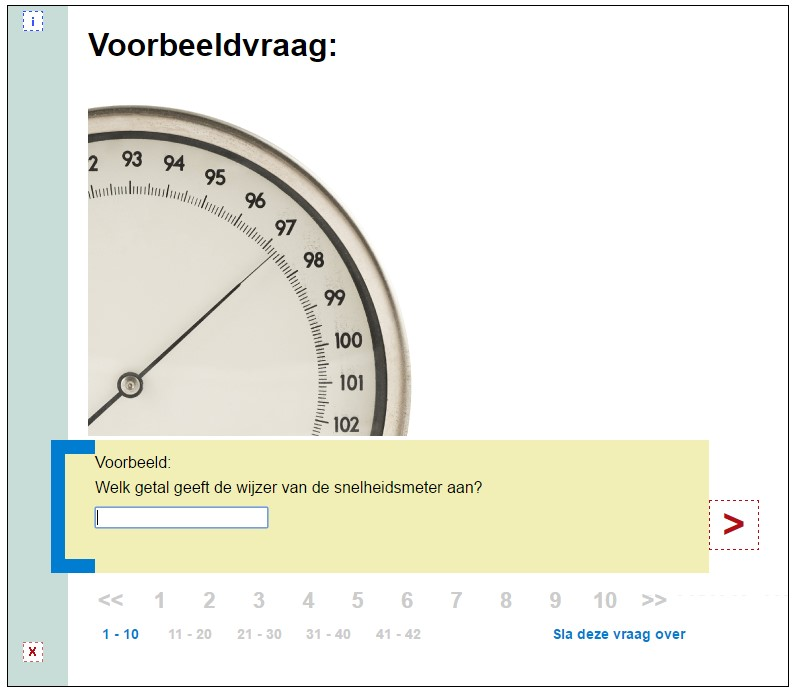 i
Voorbeeldvraag:
2 93 94 95 96 97 98 99 100 101 102
Voorbeeld:
Welk getal geeft de wijzer van de snelheidsmeter aan?
>
<< 1 2 3 4 5 6 7 8 9 10 >>
1 - 10 11 - 20 21 - 30 31 - 40 41 - 42 Sla deze vraag over
X